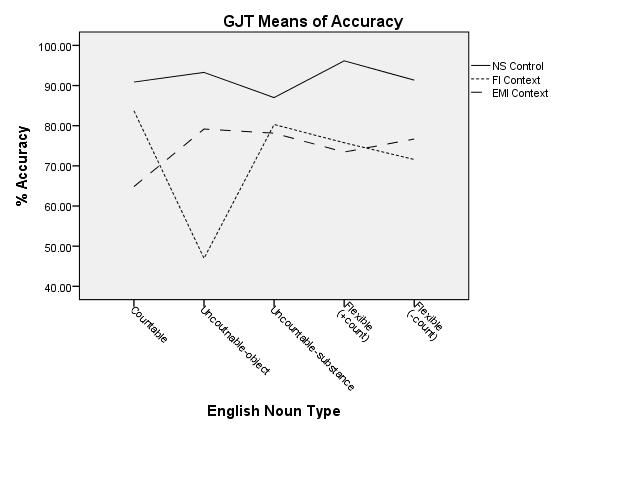 GJT Means of Accuracy
100.00
90.00
80.00
70.00
60.00
50.00
40.00
% Accuracy
NS Control
FI Context
EMI Context
Countable
Uncoutnable-object
Uncountable-substance
Flexible
(+count)
Flexible
(-count)
English Noun Type